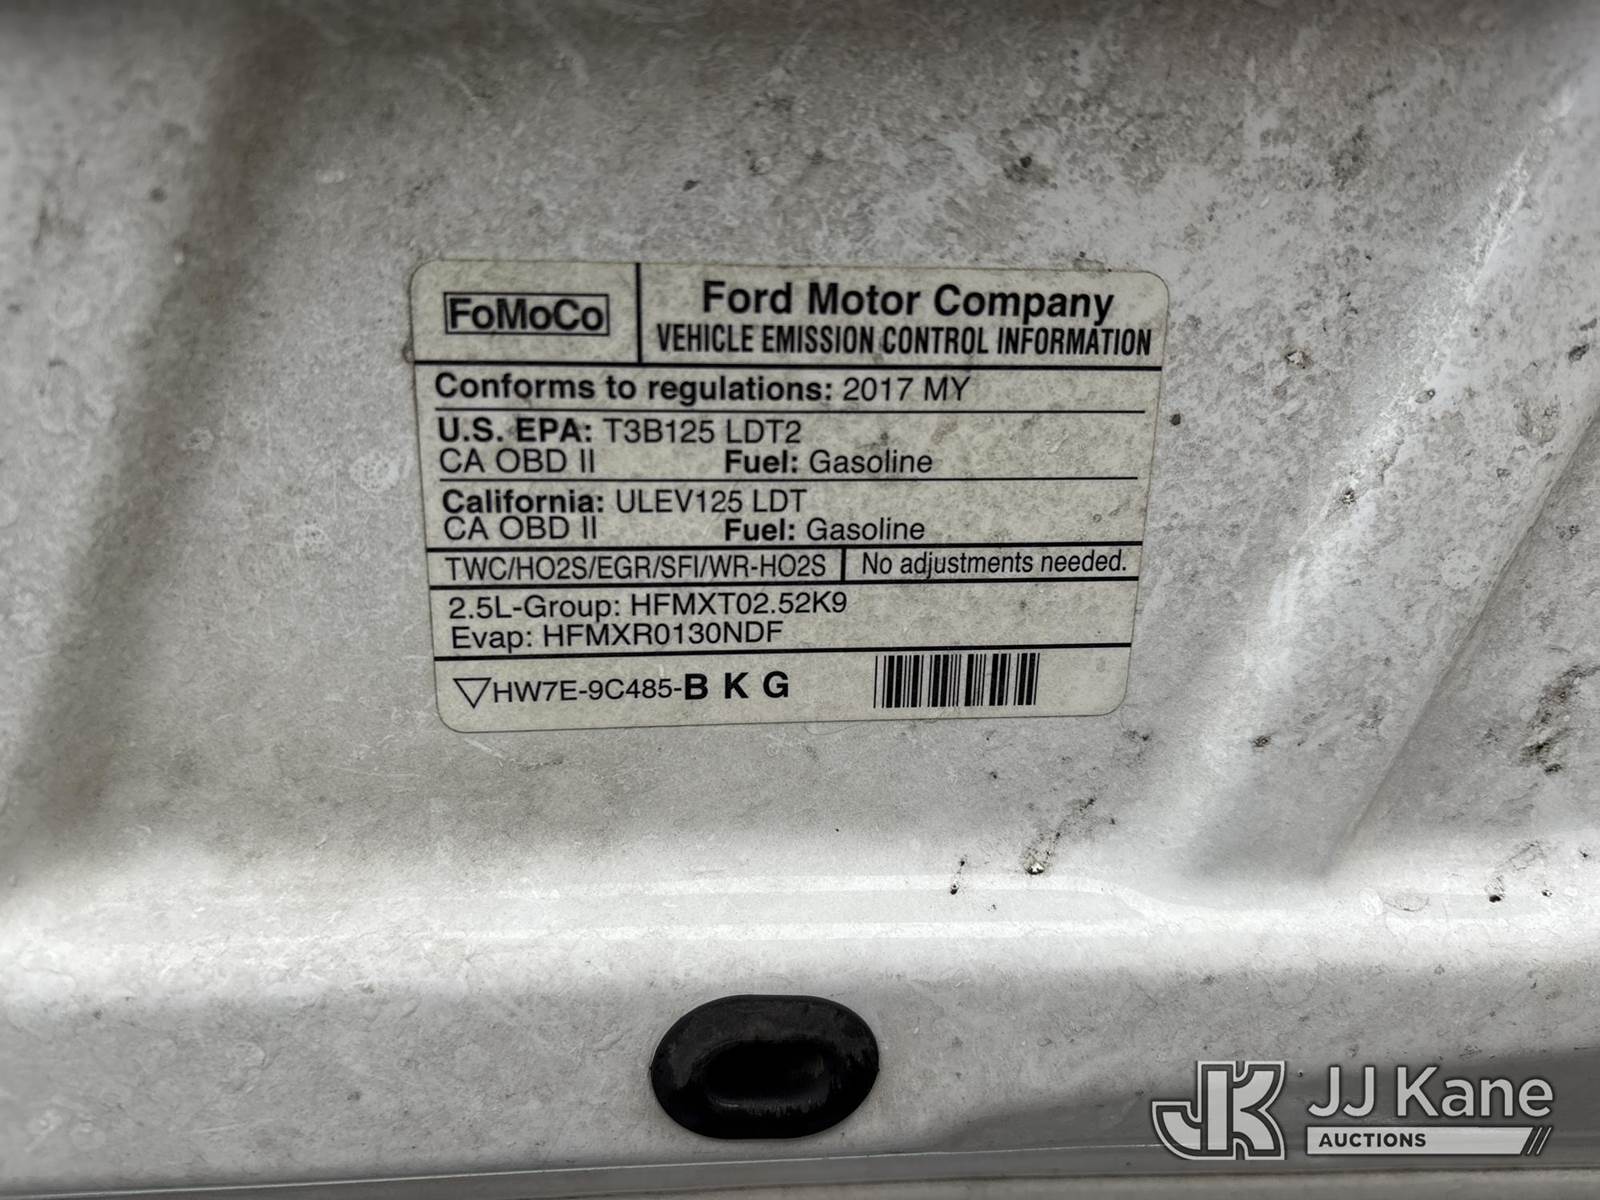 FoMoCo
Ford Motor Company
VEHICLE EMISSION CONTROL INFORMATION
Conforms to regulations: 2017 MY
U.S. EPA: T3B125 LDT2
CA OBD II Fuel: Gasoline
California: ULEV125 LDT
CA OBD II Fuel: Gasoline
TWC/HO2S/EGR/SFI/WR-HO2S No adjustments needed.
2.5L-Group: HFMXT02.52K9
Evap: HFMXR0130NDF
HW7E-9C485-B K G
JK JJ Kane
AUCTIONS